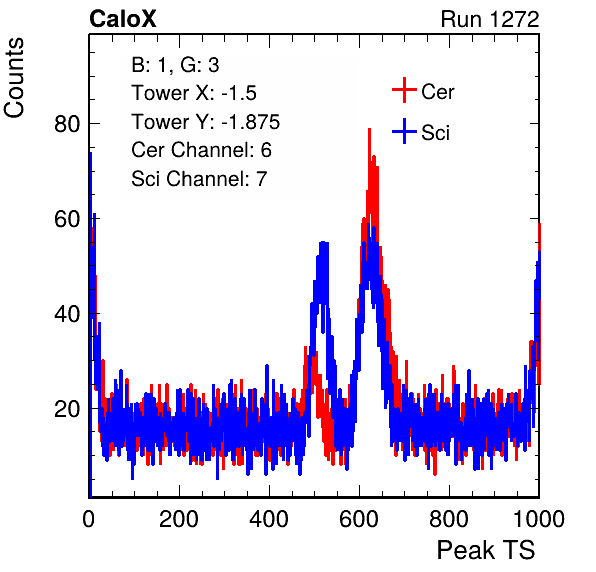 CaloX Run 1272
Counts
B: 1, G: 3
Tower X: -1.5
Tower Y: -1.875
Cer Channel: 6
Sci Channel: 7
Cer
Sci
80
60
40
20
0 200 400 600 800 1000
Peak TS